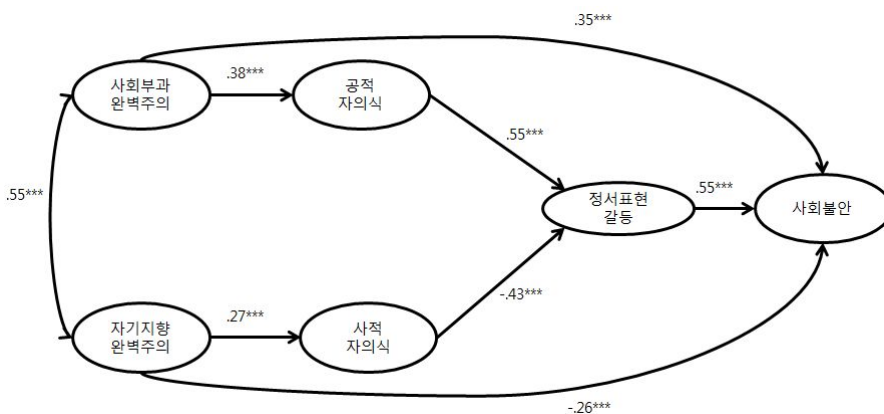 .35***
사회부과
완벽주의
.38***
공적
자의식
.55***
.55***
정서표현
갈등
.55***
사회불안
-.43***
자기지향
완벽주의
.27***
사적
자의식
-.26***